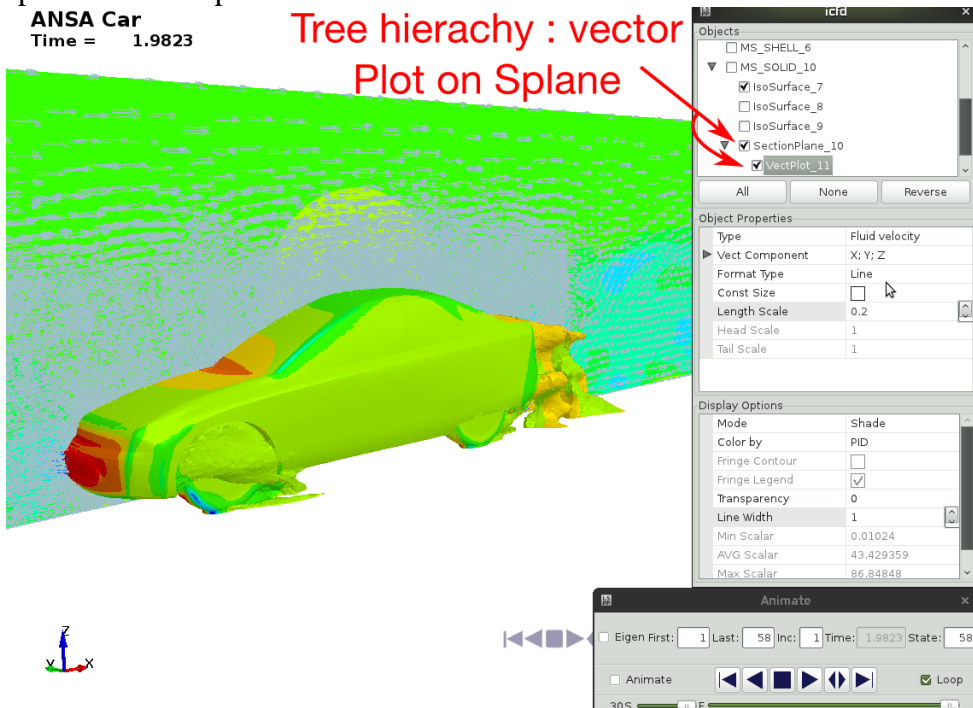 ANSA Car
Time =     1.9823
Tree hierachy : vector
Plot on Splane
icfd
Objects
MS_SHELL_6
MS_SOLID_10
IsoSurface_7
IsoSurface_8
IsoSurface_9
SectionPlane_10
VectPlot_11
All None Reverse
Object Properties
Type Fluid velocity
Vect Component X; Y; Z
Format Type Line
Const Size
Length Scale 0.2
Head Scale 1
Tail Scale 1
Display Options
Mode Shade
Color by PID
Fringe Contour
Fringe Legend
Transparency 0
Line Width 1
Min Scalar 0.01024
AVG Scalar 43.429359
Max Scalar 86.84848
Animate
Eigen First: 1 Last: 58 Inc: 1 Time: 1.9823 State: 58
Animate Loop
Z
Y X